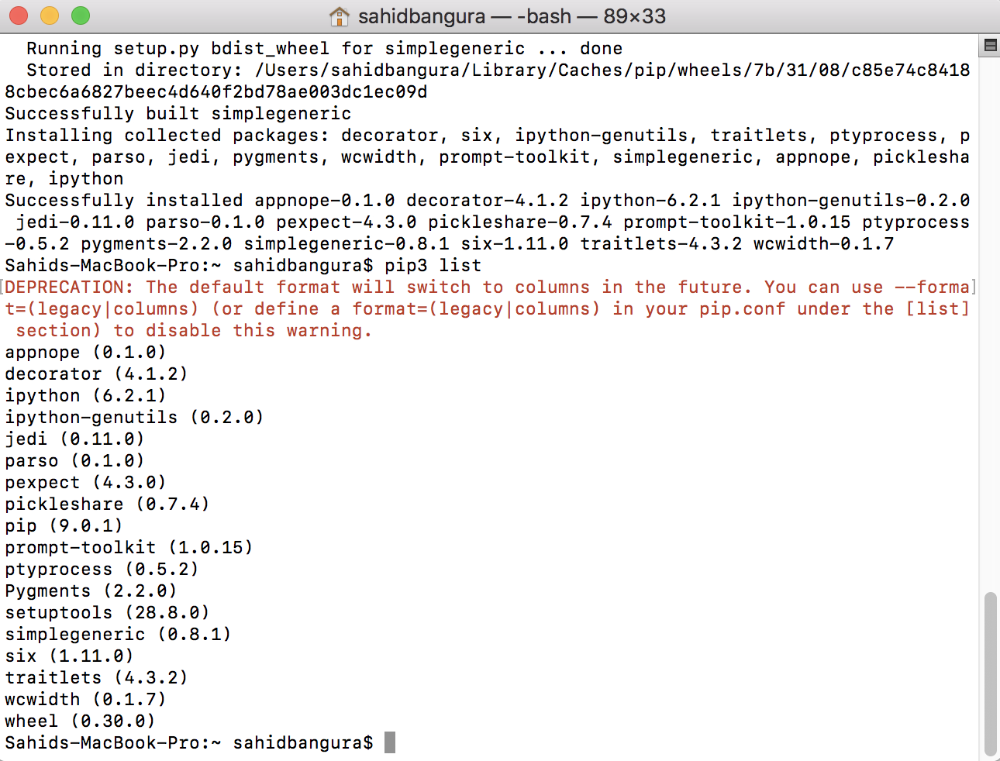 sahidbangura — -bash — 89×33
Running setup.py bdist_wheel for simplegeneric ... done
Stored in directory: /Users/sahidbangura/Library/Caches/pip/wheels/7b/31/08/c85e74c8418
8cbec6a6827beec4d640f2bd78ae003dc1ec09d
Successfully built simplegeneric
Installing collected packages: decorator, six, ipython-genutils, traitlets, ptyprocess, p
expect, parso, jedi, pygments, wcwidth, prompt-toolkit, simplegeneric, appnope, picklesha
re, ipython
Successfully installed appnope-0.1.0 decorator-4.1.2 ipython-6.2.1 ipython-genutils-0.2.0
jedi-0.11.0 parso-0.1.0 pexpect-4.3.0 pickleshare-0.7.4 prompt-toolkit-1.0.15 ptyprocess
-0.5.2 pygments-2.2.0 simplegeneric-0.8.1 six-1.11.0 traitlets-4.3.2 wcwidth-0.1.7
Sahids-MacBook-Pro:~ sahidbangura$ pip3 list
[DEPRECATION: The default format will switch to columns in the future. You can use --forma]
t=(legacy|columns) (or define a format=(legacy|columns) in your pip.conf under the [list]
section) to disable this warning.
appnope (0.1.0)
decorator (4.1.2)
ipython (6.2.1)
ipython-genutils (0.2.0)
jedi (0.11.0)
parso (0.1.0)
pexpect (4.3.0)
pickleshare (0.7.4)
pip (9.0.1)
prompt-toolkit (1.0.15)
ptyprocess (0.5.2)
Pygments (2.2.0)
setuptools (28.8.0)
simplegeneric (0.8.1)
six (1.11.0)
traitlets (4.3.2)
wcwidth (0.1.7)
wheel (0.30.0)
Sahids-MacBook-Pro:~ sahidbangura$